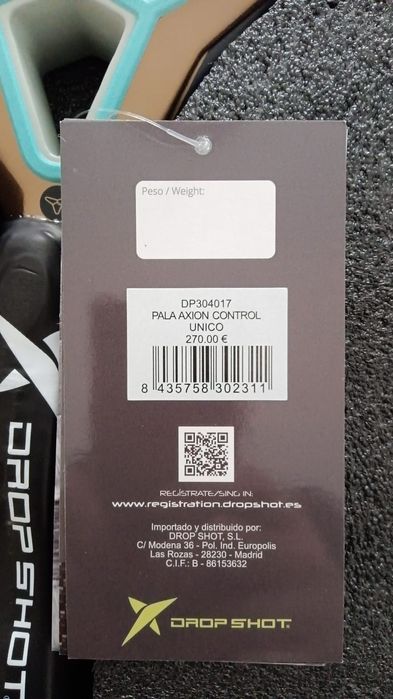 Peso / Weight:
DP304017
PALA AXION CONTROL
UNICO
270.00 €
8 435758 302311
REGÍSTRATE/SING IN:
www.registration.dropshot.es
Importado y distribuido por:
DROP SHOT, S.L.
C/ Modena 36 - Pol. Ind. Europolis
Las Rozas - 28230 - Madrid
C.I.F.: B - 86153632
DROP SHOT
DROP SHOT